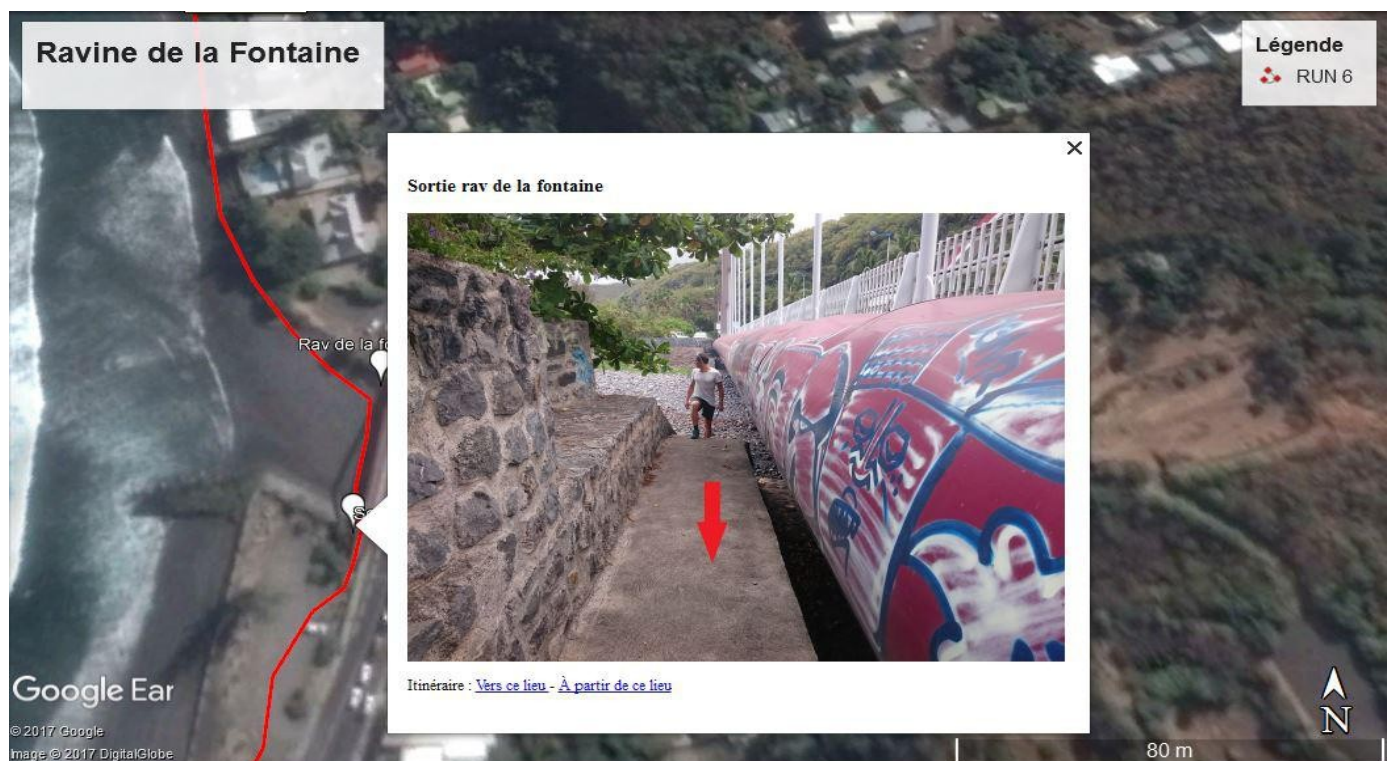 Ravine de la Fontaine
Légende
RUN 6
Sortie rav de la fontaine
Rav de la fo
Itinéraire : Vers ce lieu - À partir de ce lieu
Google Ear
© 2017 Google
Image © 2017 DigitalGlobe
N
80 m